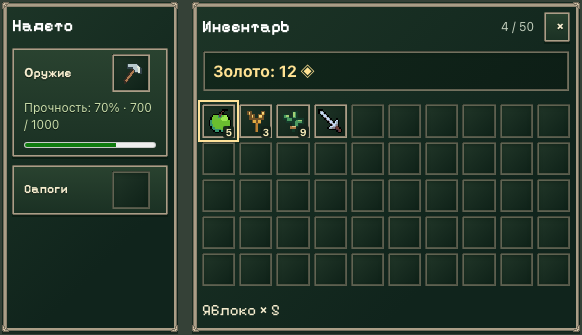 Надето
Оружие
Прочность: 70% · 700
/ 1000
Сапоги
Инвентарь
4 / 50
×
Золото: 12
5
3
9
Яблоко × 5